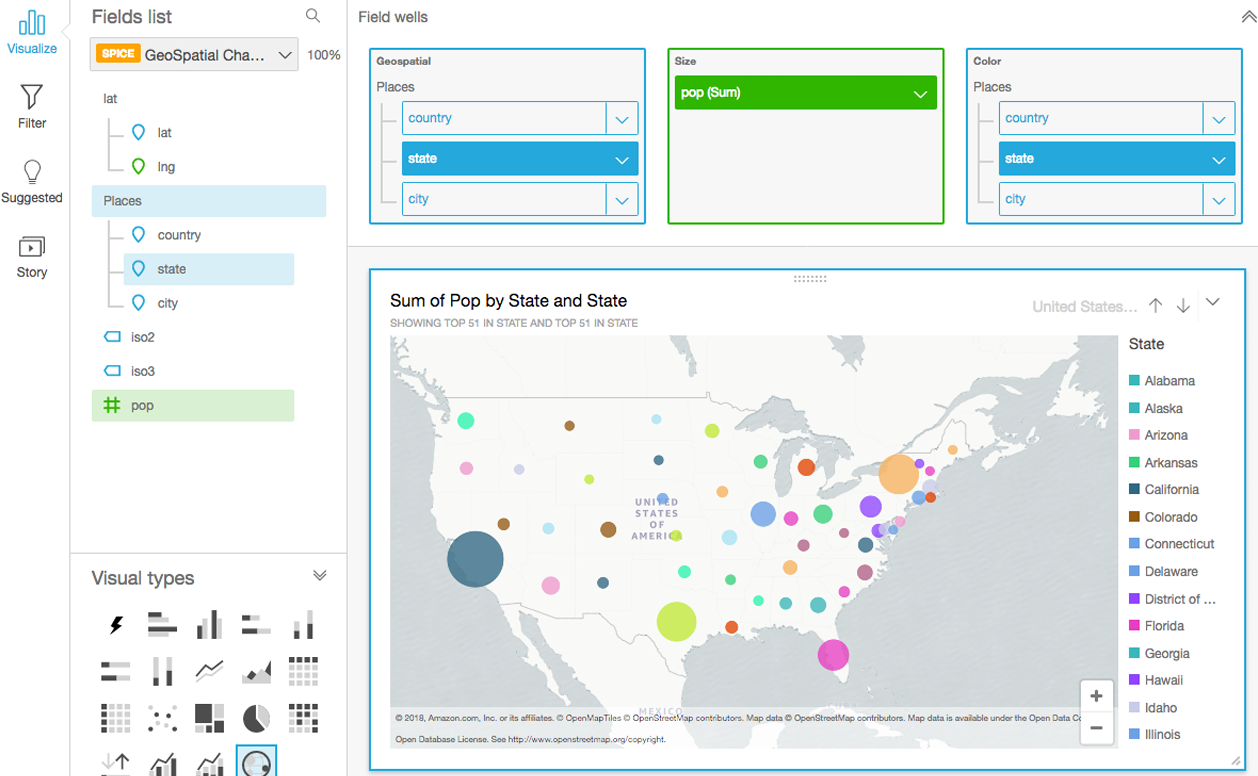 Visualize
Filter
Suggested
Story
Fields list
SPICE GeoSpatial Cha... 100%
lat
lat
lng
Places
country
state
city
iso2
iso3
pop
Visual types
Field wells
Geospatial
Places
country
state
city
Size
pop (Sum)
Color
Places
country
state
city
Sum of Pop by State and State
SHOWING TOP 51 IN STATE AND TOP 51 IN STATE
United States...
UNITED
STATES
OF
AMERICA
MEXICO
© 2018, Amazon.com, Inc. or its affiliates. © OpenMapTiles © OpenStreetMap contributors. Map data © OpenStreetMap contributors. Map data is available under the Open Data Co
Open Database License. See http://www.openstreetmap.org/copyright.
+
−
State
Alabama
Alaska
Arizona
Arkansas
California
Colorado
Connecticut
Delaware
District of ...
Florida
Georgia
Hawaii
Idaho
Illinois